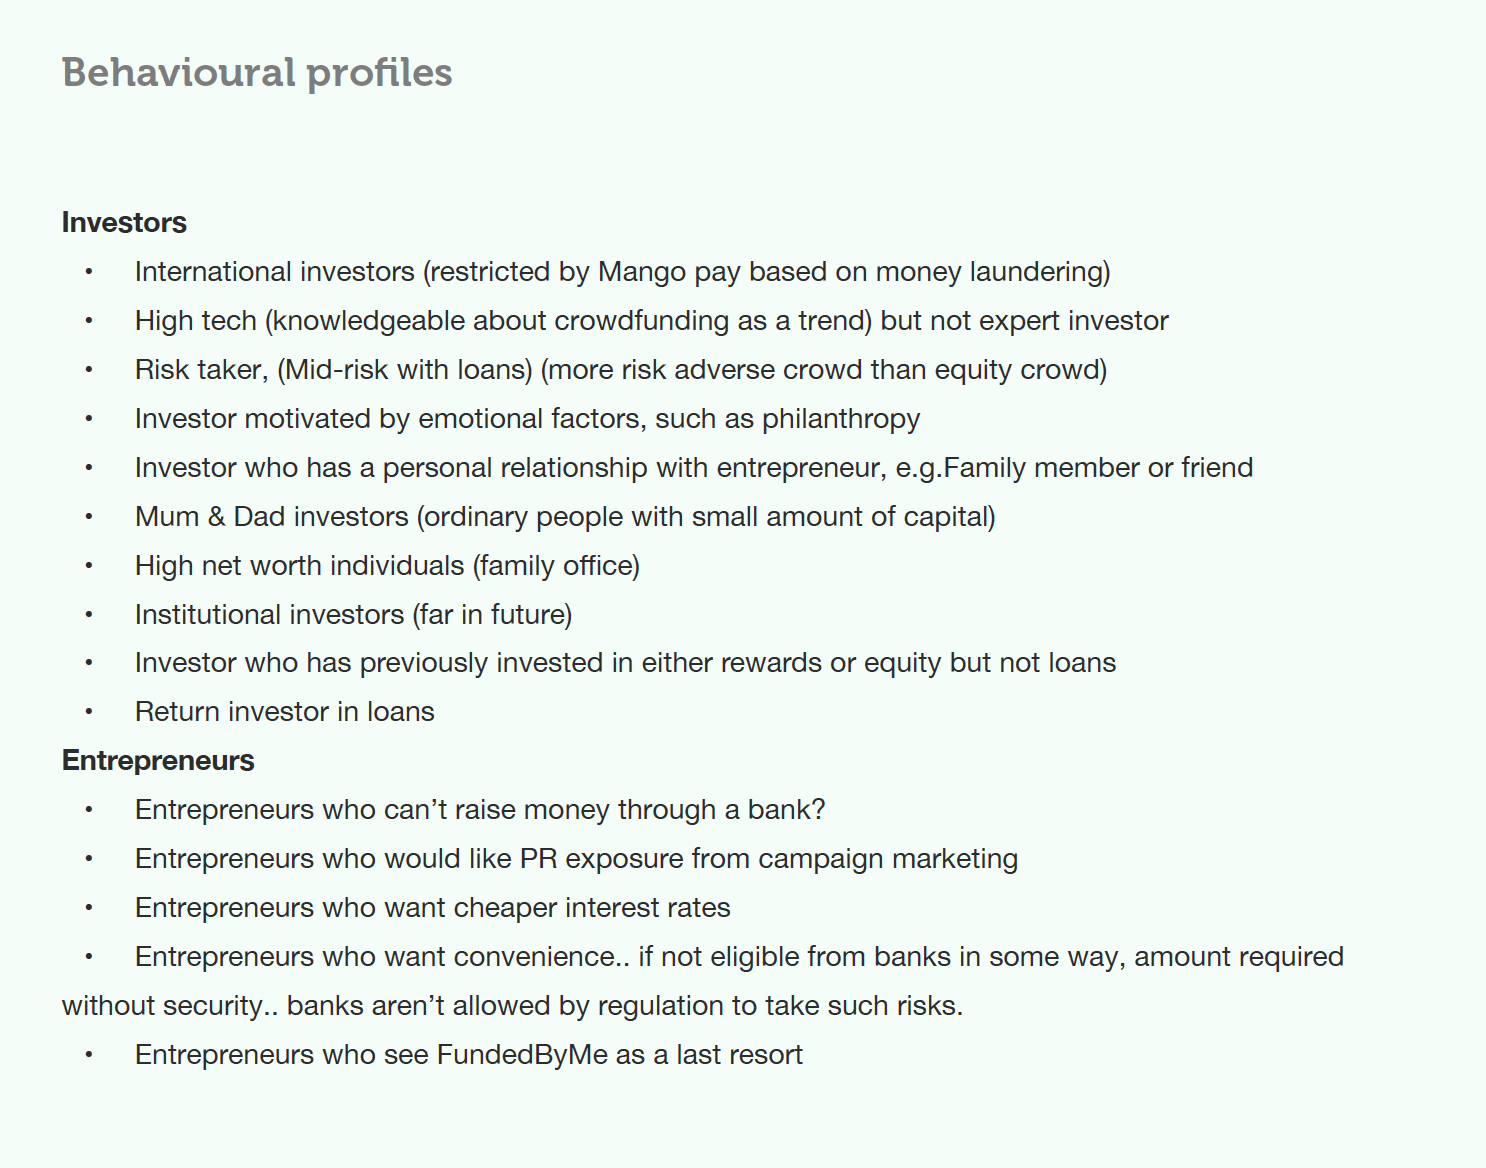 Behavioural profiles
Investors
• International investors (restricted by Mango pay based on money laundering)
• High tech (knowledgeable about crowdfunding as a trend) but not expert investor
• Risk taker, (Mid-risk with loans) (more risk adverse crowd than equity crowd)
• Investor motivated by emotional factors, such as philanthropy
• Investor who has a personal relationship with entrepreneur, e.g.Family member or friend
• Mum & Dad investors (ordinary people with small amount of capital)
• High net worth individuals (family office)
• Institutional investors (far in future)
• Investor who has previously invested in either rewards or equity but not loans
• Return investor in loans
Entrepreneurs
• Entrepreneurs who can’t raise money through a bank?
• Entrepreneurs who would like PR exposure from campaign marketing
• Entrepreneurs who want cheaper interest rates
• Entrepreneurs who want convenience.. if not eligible from banks in some way, amount required
without security.. banks aren’t allowed by regulation to take such risks.
• Entrepreneurs who see FundedByMe as a last resort